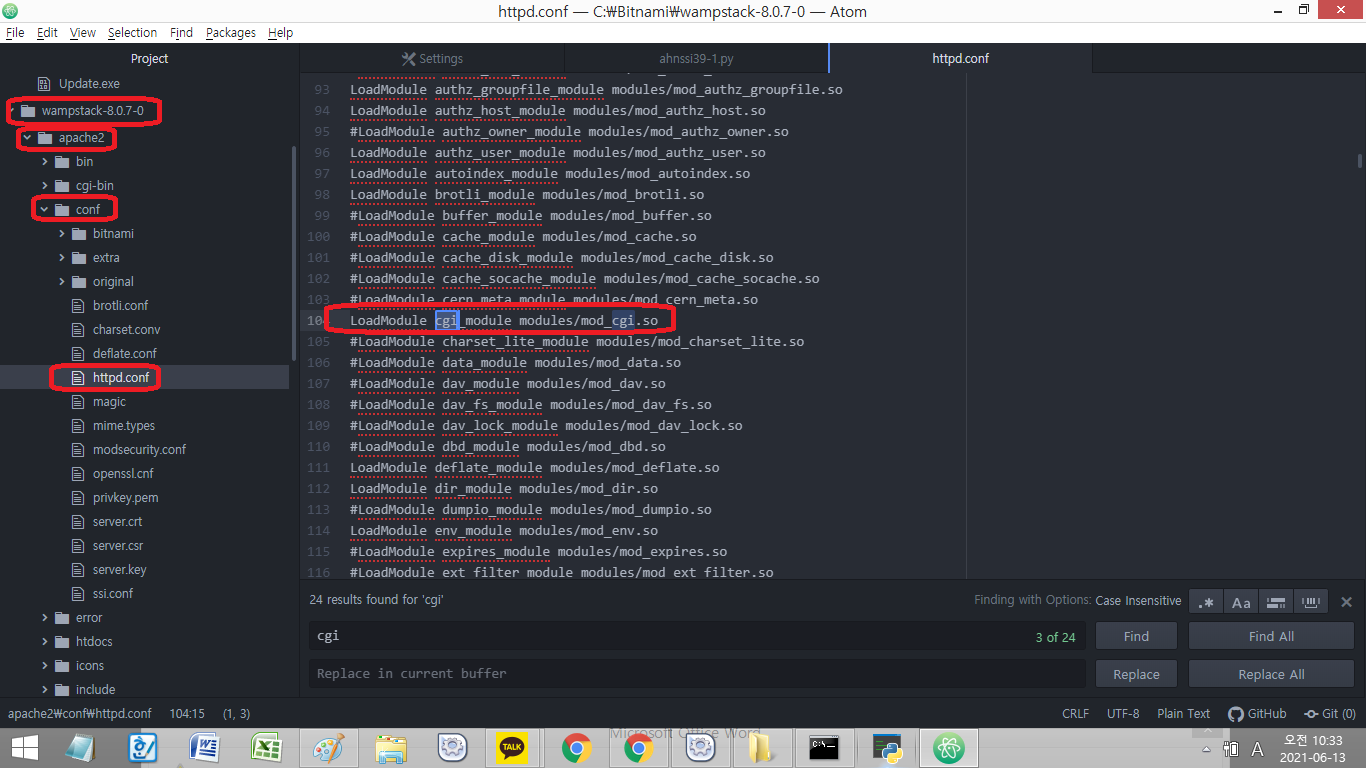 httpd.conf — C:₩Bitnami₩wampstack-8.0.7-0 — Atom
File Edit View Selection Find Packages Help
Project
Settings
ahnssi39-1.py
httpd.conf
Update.exe
wampstack-8.0.7-0
apache2
bin
cgi-bin
conf
bitnami
extra
original
brotli.conf
charset.conv
deflate.conf
httpd.conf
magic
mime.types
modsecurity.conf
openssl.cnf
privkey.pem
server.crt
server.csr
server.key
ssi.conf
error
htdocs
icons
include
93 LoadModule authz_groupfile_module modules/mod_authz_groupfile.so
94 LoadModule authz_host_module modules/mod_authz_host.so
95 #LoadModule authz_owner_module modules/mod_authz_owner.so
96 LoadModule authz_user_module modules/mod_authz_user.so
97 LoadModule autoindex_module modules/mod_autoindex.so
98 LoadModule brotli_module modules/mod_brotli.so
99 #LoadModule buffer_module modules/mod_buffer.so
100 #LoadModule cache_module modules/mod_cache.so
101 #LoadModule cache_disk_module modules/mod_cache_disk.so
102 #LoadModule cache_socache_module modules/mod_cache_socache.so
103 #LoadModule cern_meta_module modules/mod_cern_meta.so
104 LoadModule cgi_module modules/mod_cgi.so
105 #LoadModule charset_lite_module modules/mod_charset_lite.so
106 #LoadModule data_module modules/mod_data.so
107 #LoadModule dav_module modules/mod_dav.so
108 #LoadModule dav_fs_module modules/mod_dav_fs.so
109 #LoadModule dav_lock_module modules/mod_dav_lock.so
110 #LoadModule dbd_module modules/mod_dbd.so
111 LoadModule deflate_module modules/mod_deflate.so
112 LoadModule dir_module modules/mod_dir.so
113 #LoadModule dumpio_module modules/mod_dumpio.so
114 LoadModule env_module modules/mod_env.so
115 #LoadModule expires_module modules/mod_expires.so
116 #LoadModule ext_filter_module modules/mod_ext_filter.so
24 results found for 'cgi'
Finding with Options: Case Insensitive
.* Aa
cgi
3 of 24
Find
Find All
Replace in current buffer
Replace
Replace All
apache2₩conf₩httpd.conf 104:15 (1, 3)
CRLF UTF-8 Plain Text GitHub Git (0)
Microsoft Office Word
TALK
A
오전 10:33
2021-06-13